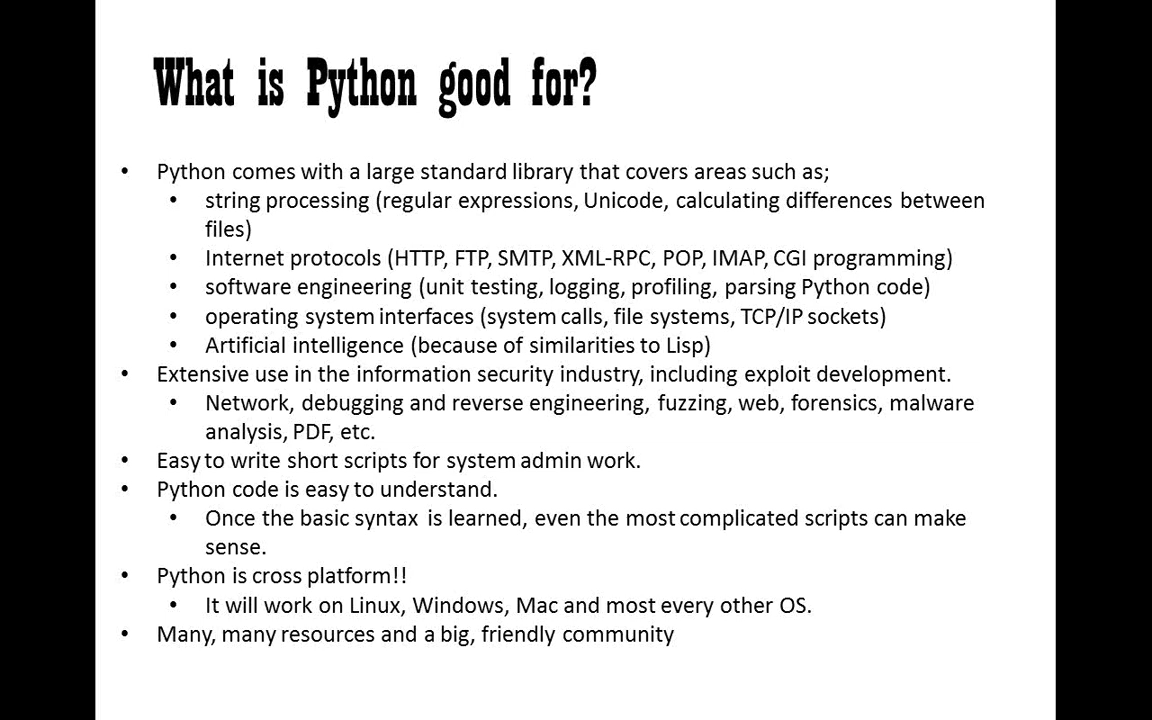 What is Python good for?
• Python comes with a large standard library that covers areas such as;
• string processing (regular expressions, Unicode, calculating differences between
files)
• Internet protocols (HTTP, FTP, SMTP, XML-RPC, POP, IMAP, CGI programming)
• software engineering (unit testing, logging, profiling, parsing Python code)
• operating system interfaces (system calls, file systems, TCP/IP sockets)
• Artificial intelligence (because of similarities to Lisp)
• Extensive use in the information security industry, including exploit development.
• Network, debugging and reverse engineering, fuzzing, web, forensics, malware
analysis, PDF, etc.
• Easy to write short scripts for system admin work.
• Python code is easy to understand.
• Once the basic syntax is learned, even the most complicated scripts can make
sense.
• Python is cross platform!!
• It will work on Linux, Windows, Mac and most every other OS.
• Many, many resources and a big, friendly community